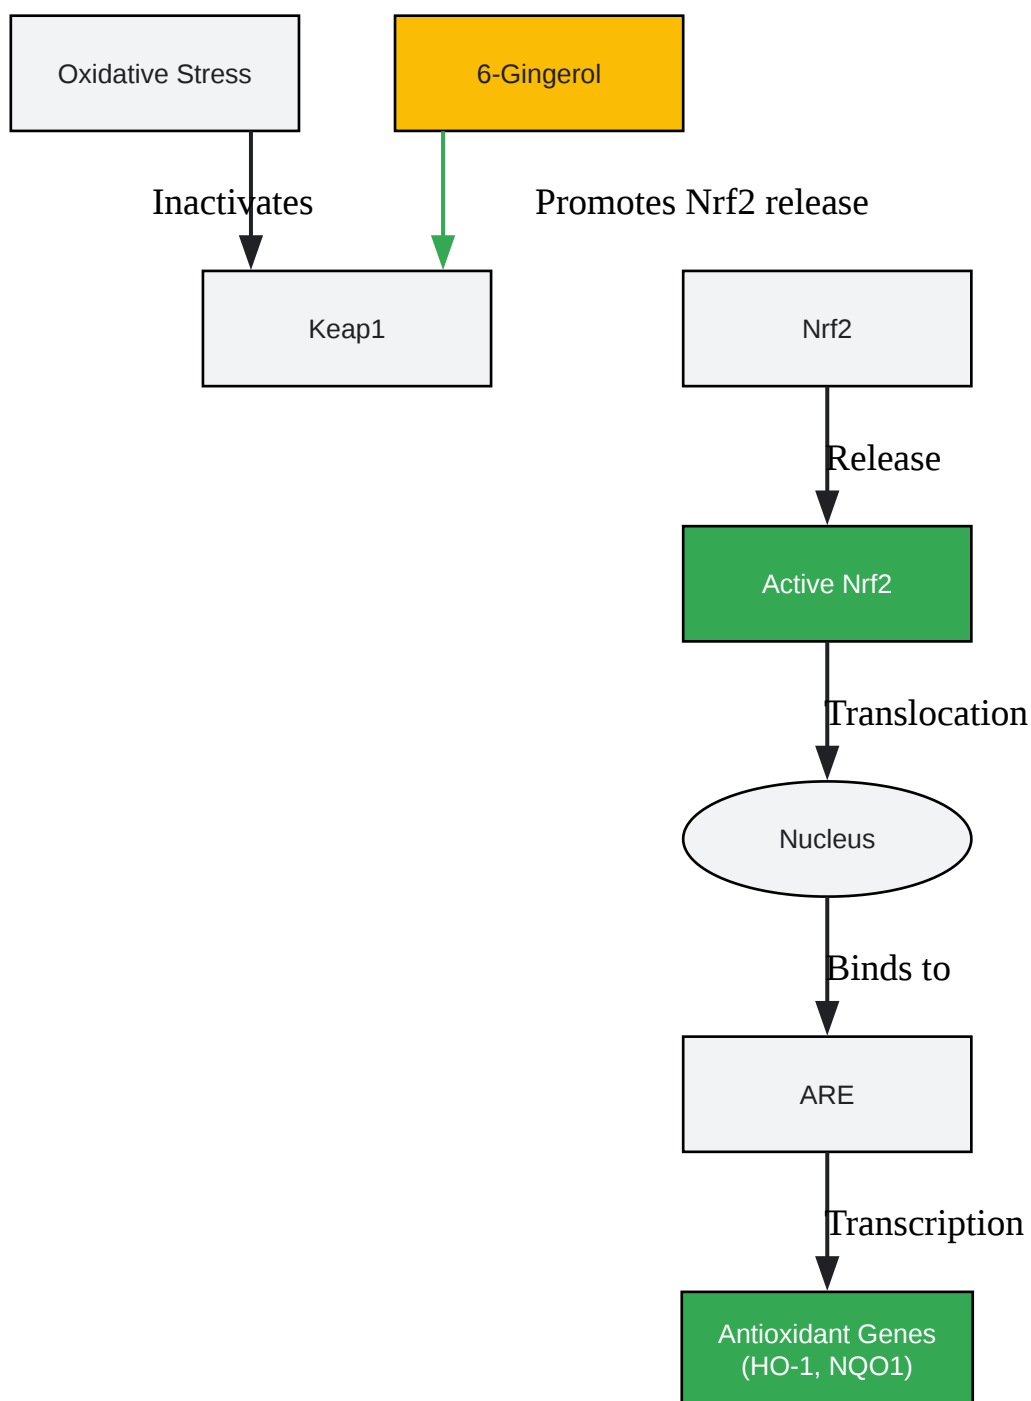 Oxidative Stress
6-Gingerol
Inactivates
Promotes Nrf2 release
Keap1
Nrf2
Release
Active Nrf2
Translocation
Nucleus
Binds to
ARE
Transcription
Antioxidant Genes
(HO-1, NQO1)